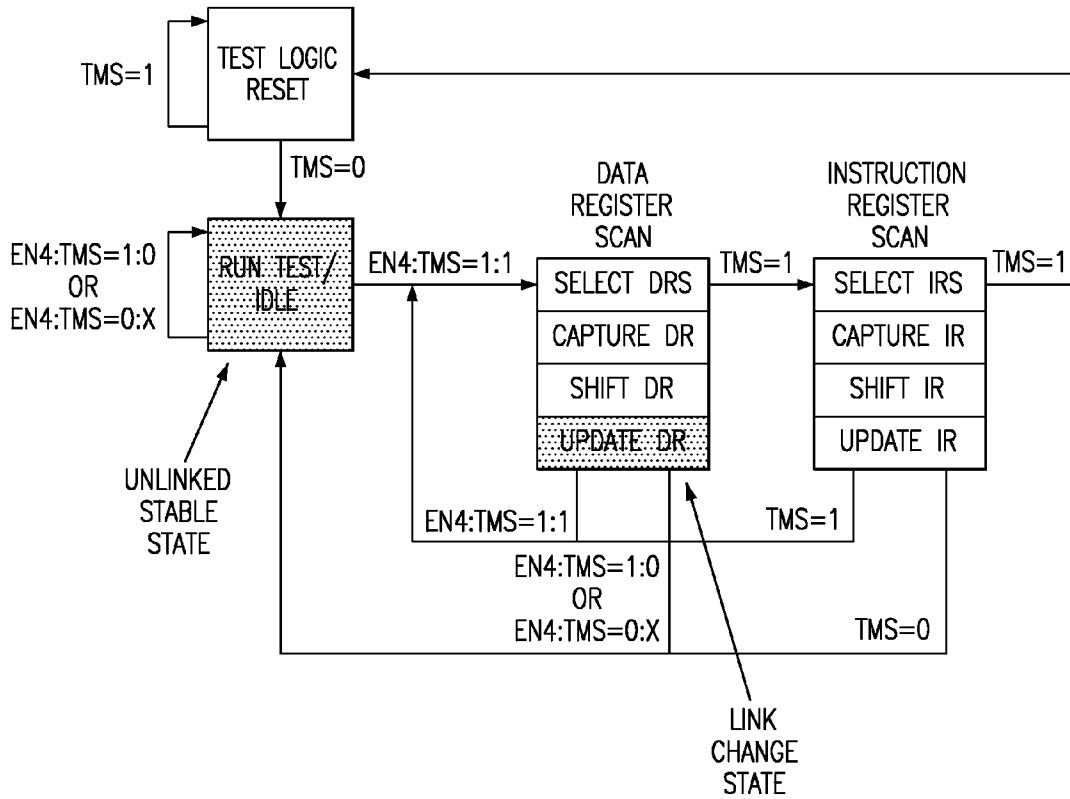 TEST LOGIC
RESET
TMS=1
TMS=0
DATA
REGISTER
SCAN
INSTRUCTION
REGISTER
SCAN
EN4:TMS=1:0
OR
EN4:TMS=0:X
RUN TEST/
IDLE
EN4:TMS=1:1
SELECT DRS
TMS=1
SELECT IRS
TMS=1
CAPTURE DR
CAPTURE IR
SHIFT DR
SHIFT IR
UPDATE DR
UPDATE IR
UNLINKED
STABLE
STATE
EN4:TMS=1:1
TMS=1
EN4:TMS=1:0
OR
EN4:TMS=0:X
TMS=0
LINK
CHANGE
STATE